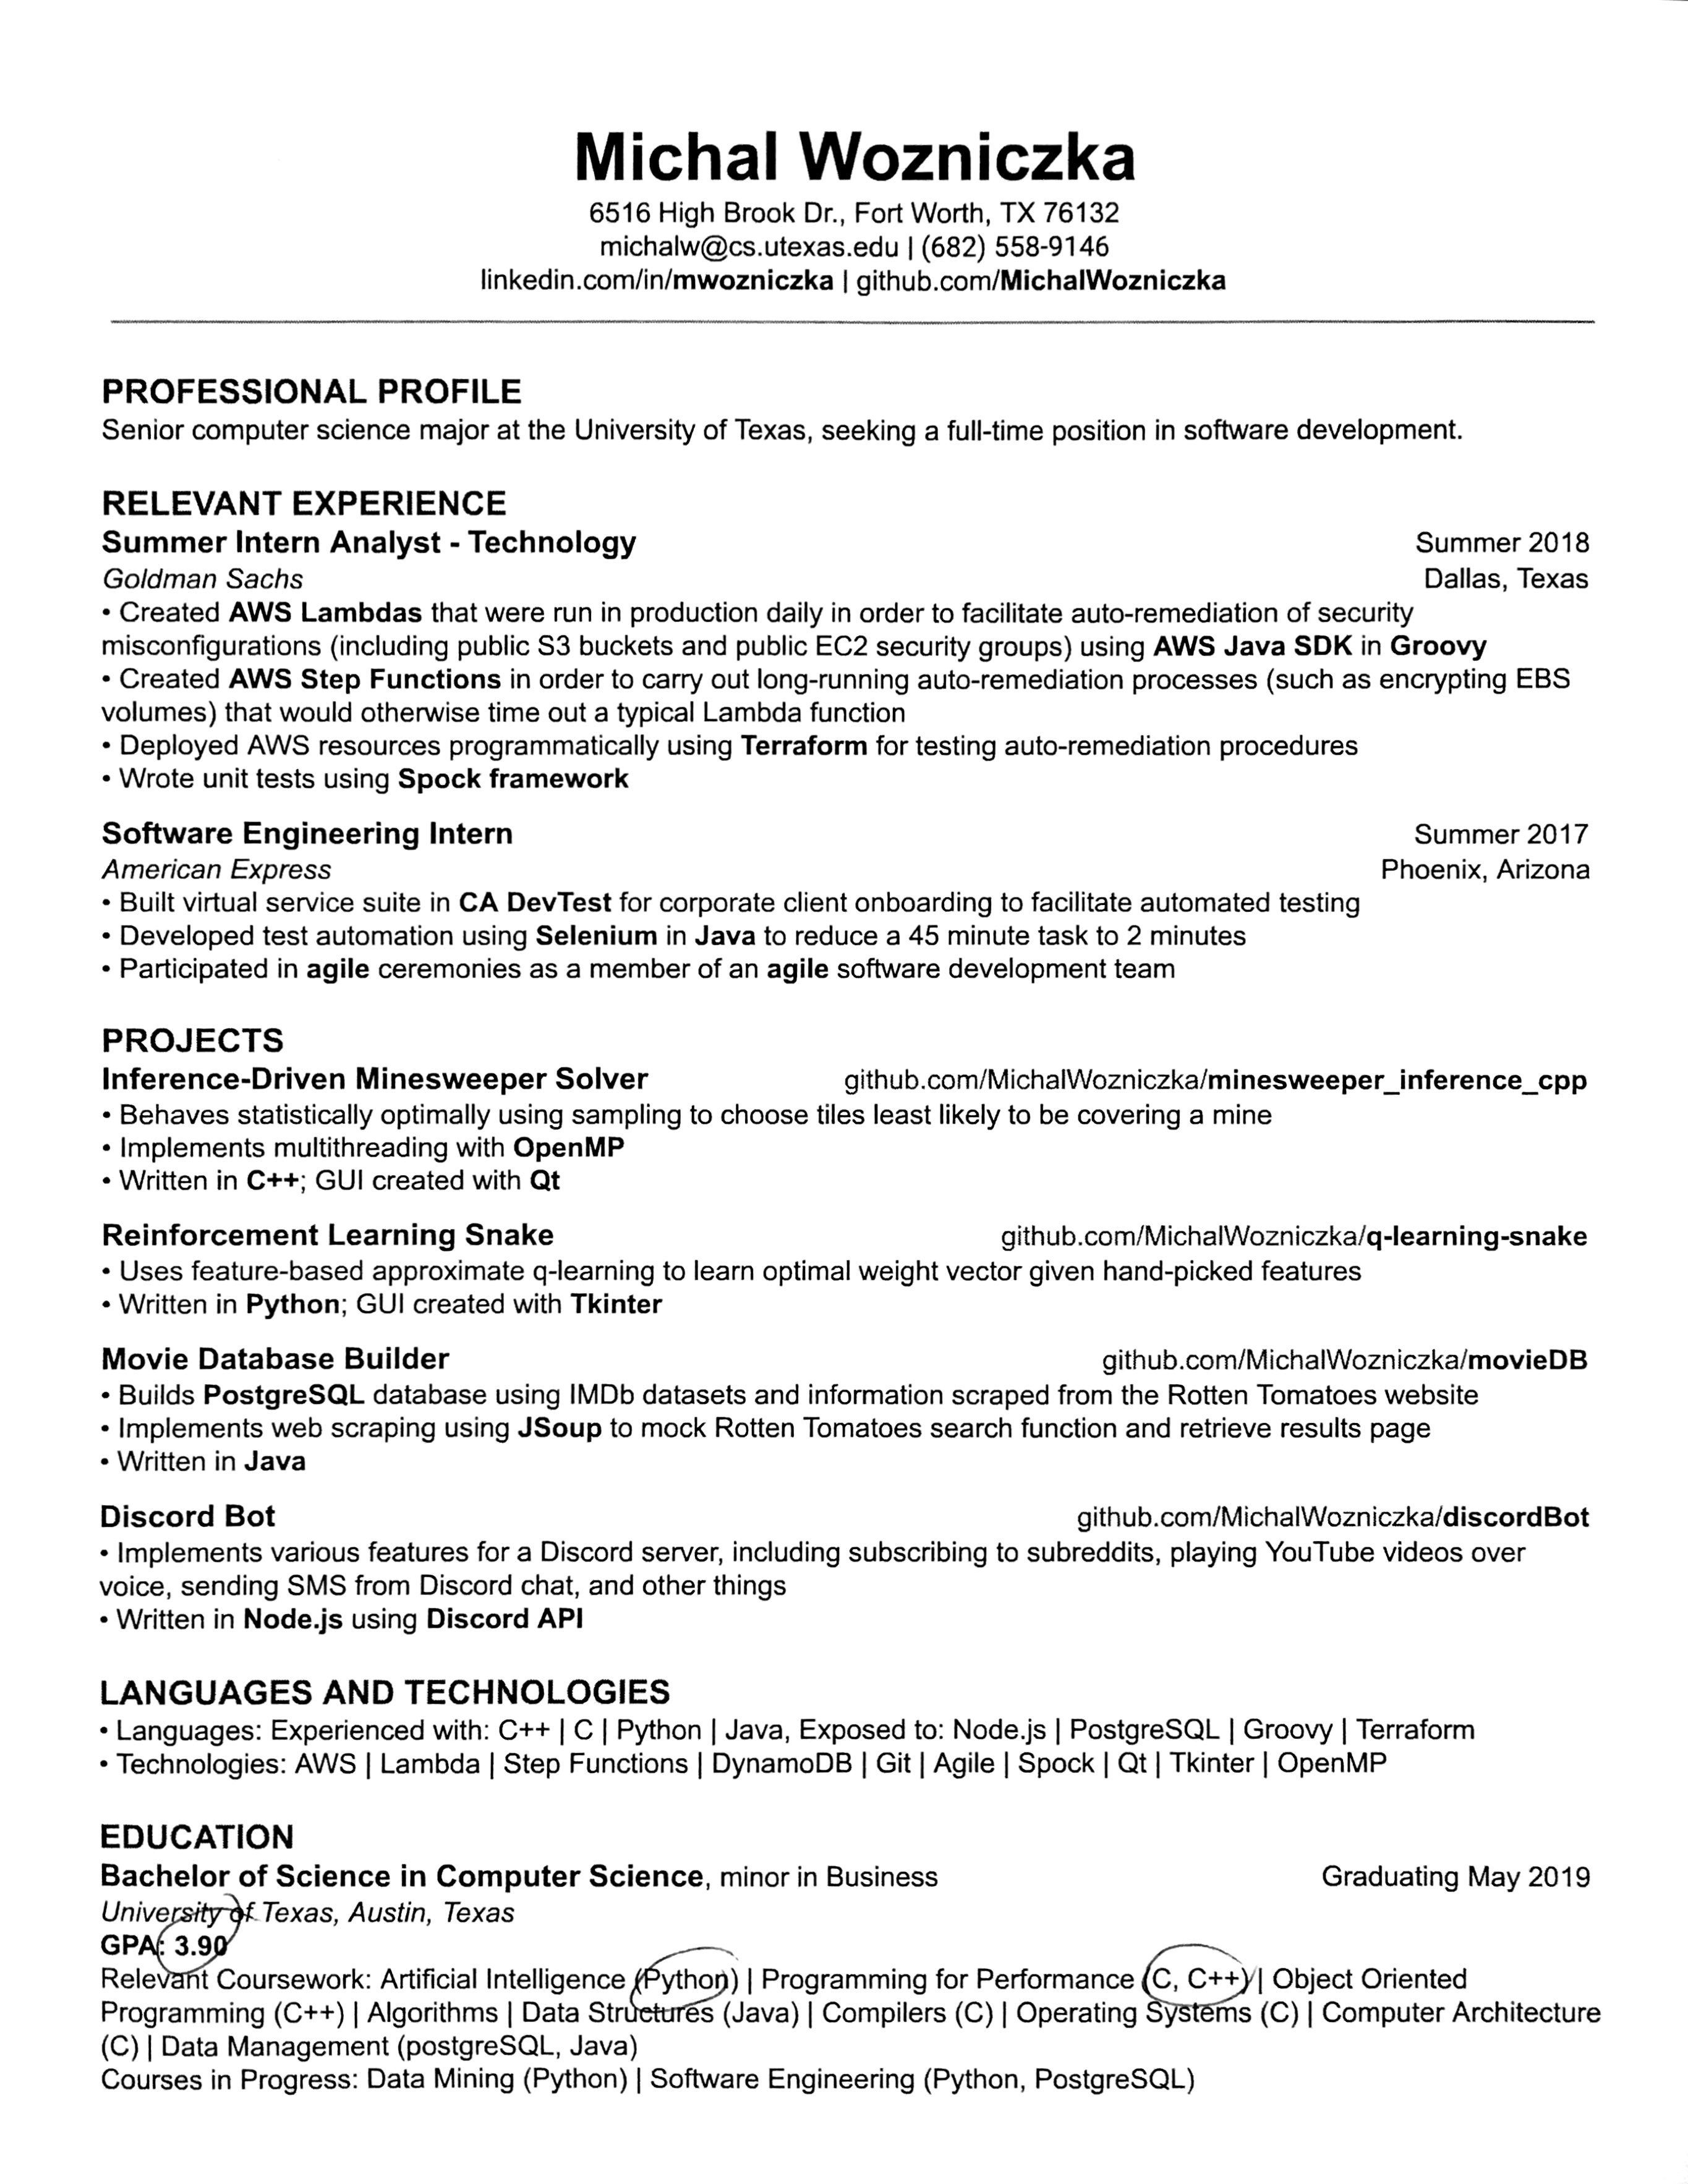 Michal Wozniczka
6516 High Brook Dr., Fort Worth, TX 76132
michalw@cs.utexas.edu | (682) 558-9146
linkedin.com/in/mwozniczka | github.com/MichalWozniczka
PROFESSIONAL PROFILE
Senior computer science major at the University of Texas, seeking a full-time position in software development.
RELEVANT EXPERIENCE
Summer Intern Analyst - Technology Summer 2018
Goldman Sachs Dallas, Texas
• Created AWS Lambdas that were run in production daily in order to facilitate auto-remediation of security
misconfigurations (including public S3 buckets and public EC2 security groups) using AWS Java SDK in Groovy
• Created AWS Step Functions in order to carry out long-running auto-remediation processes (such as encrypting EBS
volumes) that would otherwise time out a typical Lambda function
• Deployed AWS resources programmatically using Terraform for testing auto-remediation procedures
• Wrote unit tests using Spock framework
Software Engineering Intern Summer 2017
American Express Phoenix, Arizona
• Built virtual service suite in CA DevTest for corporate client onboarding to facilitate automated testing
• Developed test automation using Selenium in Java to reduce a 45 minute task to 2 minutes
• Participated in agile ceremonies as a member of an agile software development team
PROJECTS
Inference-Driven Minesweeper Solver github.com/MichalWozniczka/minesweeper_inference_cpp
• Behaves statistically optimally using sampling to choose tiles least likely to be covering a mine
• Implements multithreading with OpenMP
• Written in C++; GUI created with Qt
Reinforcement Learning Snake github.com/MichalWozniczka/q-learning-snake
• Uses feature-based approximate q-learning to learn optimal weight vector given hand-picked features
• Written in Python; GUI created with Tkinter
Movie Database Builder github.com/MichalWozniczka/movieDB
• Builds PostgreSQL database using IMDb datasets and information scraped from the Rotten Tomatoes website
• Implements web scraping using JSoup to mock Rotten Tomatoes search function and retrieve results page
• Written in Java
Discord Bot github.com/MichalWozniczka/discordBot
• Implements various features for a Discord server, including subscribing to subreddits, playing YouTube videos over
voice, sending SMS from Discord chat, and other things
• Written in Node.js using Discord API
LANGUAGES AND TECHNOLOGIES
• Languages: Experienced with: C++ | C | Python | Java, Exposed to: Node.js | PostgreSQL | Groovy | Terraform
• Technologies: AWS | Lambda | Step Functions | DynamoDB | Git | Agile | Spock | Qt | Tkinter | OpenMP
EDUCATION
Bachelor of Science in Computer Science, minor in Business Graduating May 2019
University of Texas, Austin, Texas
GPA: 3.90
Relevant Coursework: Artificial Intelligence (Python) | Programming for Performance (C, C++) | Object Oriented
Programming (C++) | Algorithms | Data Structures (Java) | Compilers (C) | Operating Systems (C) | Computer Architecture
(C) | Data Management (postgreSQL, Java)
Courses in Progress: Data Mining (Python) | Software Engineering (Python, PostgreSQL)